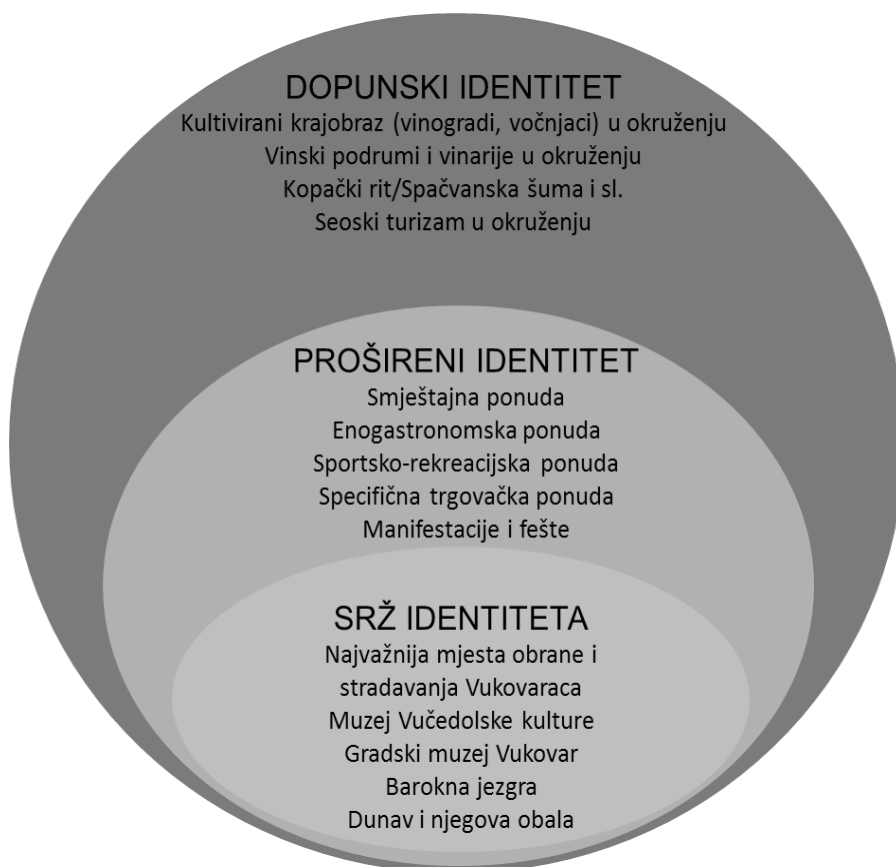 DOPUNSKI IDENTITET
Kultivirani krajobraz (vinogradi, voćnjaci) u okruženju
Vinski podrumi i vinarije u okruženju
Kopački rit/Spačvanska šuma i sl.
Seoski turizam u okruženju
PROŠIRENI IDENTITET
Smještajna ponuda
Enogastronomska ponuda
Sportsko-rekreacijska ponuda
Specifična trgovačka ponuda
Manifestacije i fešte
SRŽ IDENTITETA
Najvažnija mjesta obrane i
stradavanja Vukovaraca
Muzej Vučedolske kulture
Gradski muzej Vukovar
Barokna jezgra
Dunav i njegova obala